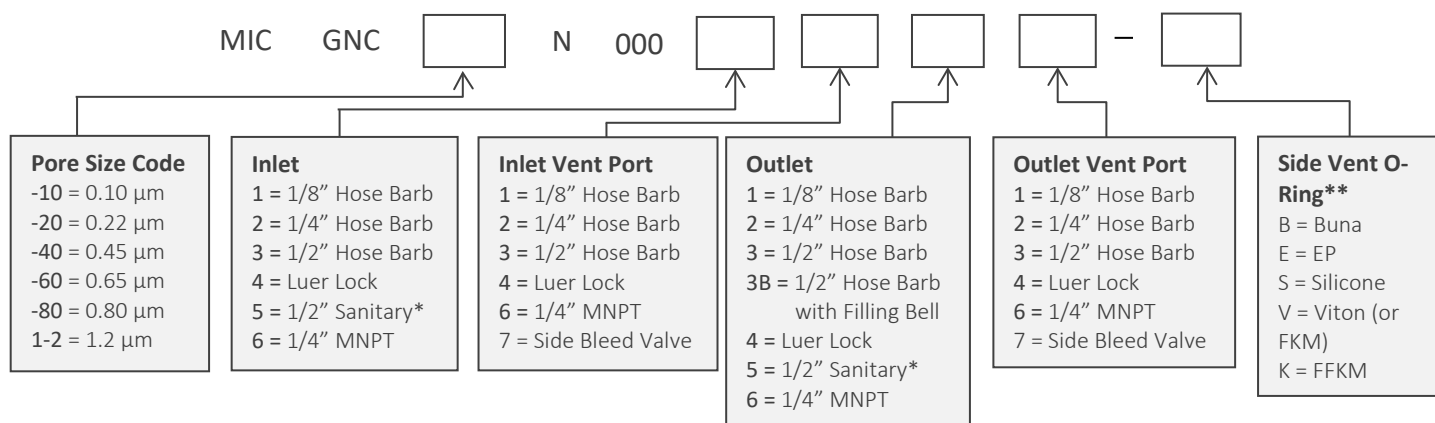 MIC GNC N 000 –
Pore Size Code
-10 = 0.10 µm
-20 = 0.22 µm
-40 = 0.45 µm
-60 = 0.65 µm
-80 = 0.80 µm
1-2 = 1.2 µm
Inlet
1 = 1/8” Hose Barb
2 = 1/4” Hose Barb
3 = 1/2” Hose Barb
4 = Luer Lock
5 = 1/2” Sanitary*
6 = 1/4” MNPT
Inlet Vent Port
1 = 1/8” Hose Barb
2 = 1/4” Hose Barb
3 = 1/2” Hose Barb
4 = Luer Lock
6 = 1/4” MNPT
7 = Side Bleed Valve
Outlet
1 = 1/8” Hose Barb
2 = 1/4” Hose Barb
3 = 1/2” Hose Barb
3B = 1/2” Hose Barb
with Filling Bell
4 = Luer Lock
5 = 1/2” Sanitary*
6 = 1/4” MNPT
Outlet Vent Port
1 = 1/8” Hose Barb
2 = 1/4” Hose Barb
3 = 1/2” Hose Barb
4 = Luer Lock
6 = 1/4” MNPT
7 = Side Bleed Valve
Side Vent O-
Ring**
B = Buna
E = EP
S = Silicone
V = Viton (or
FKM)
K = FFKM